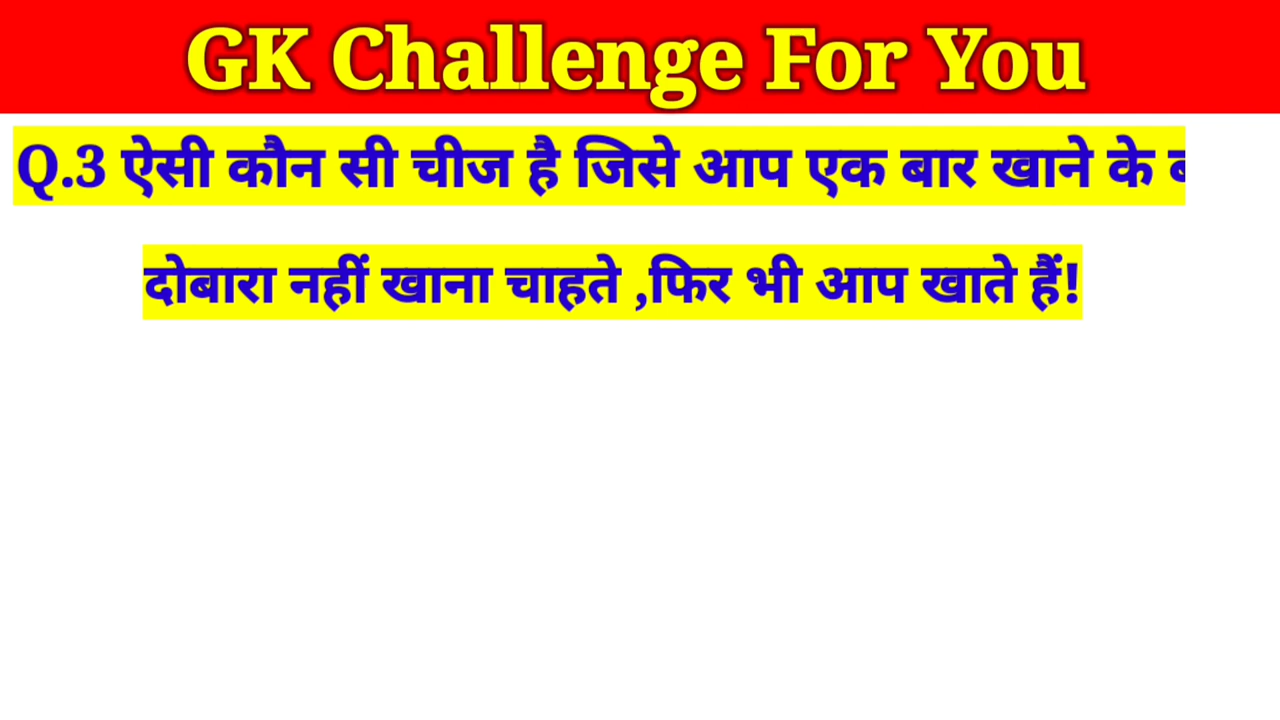 GK Challenge For You
Q.3 ऐसी कौन सी चीज है जिसे आप एक बार खाने के
दोबारा नहीं खाना चाहते ,फिर भी आप खाते हैं!